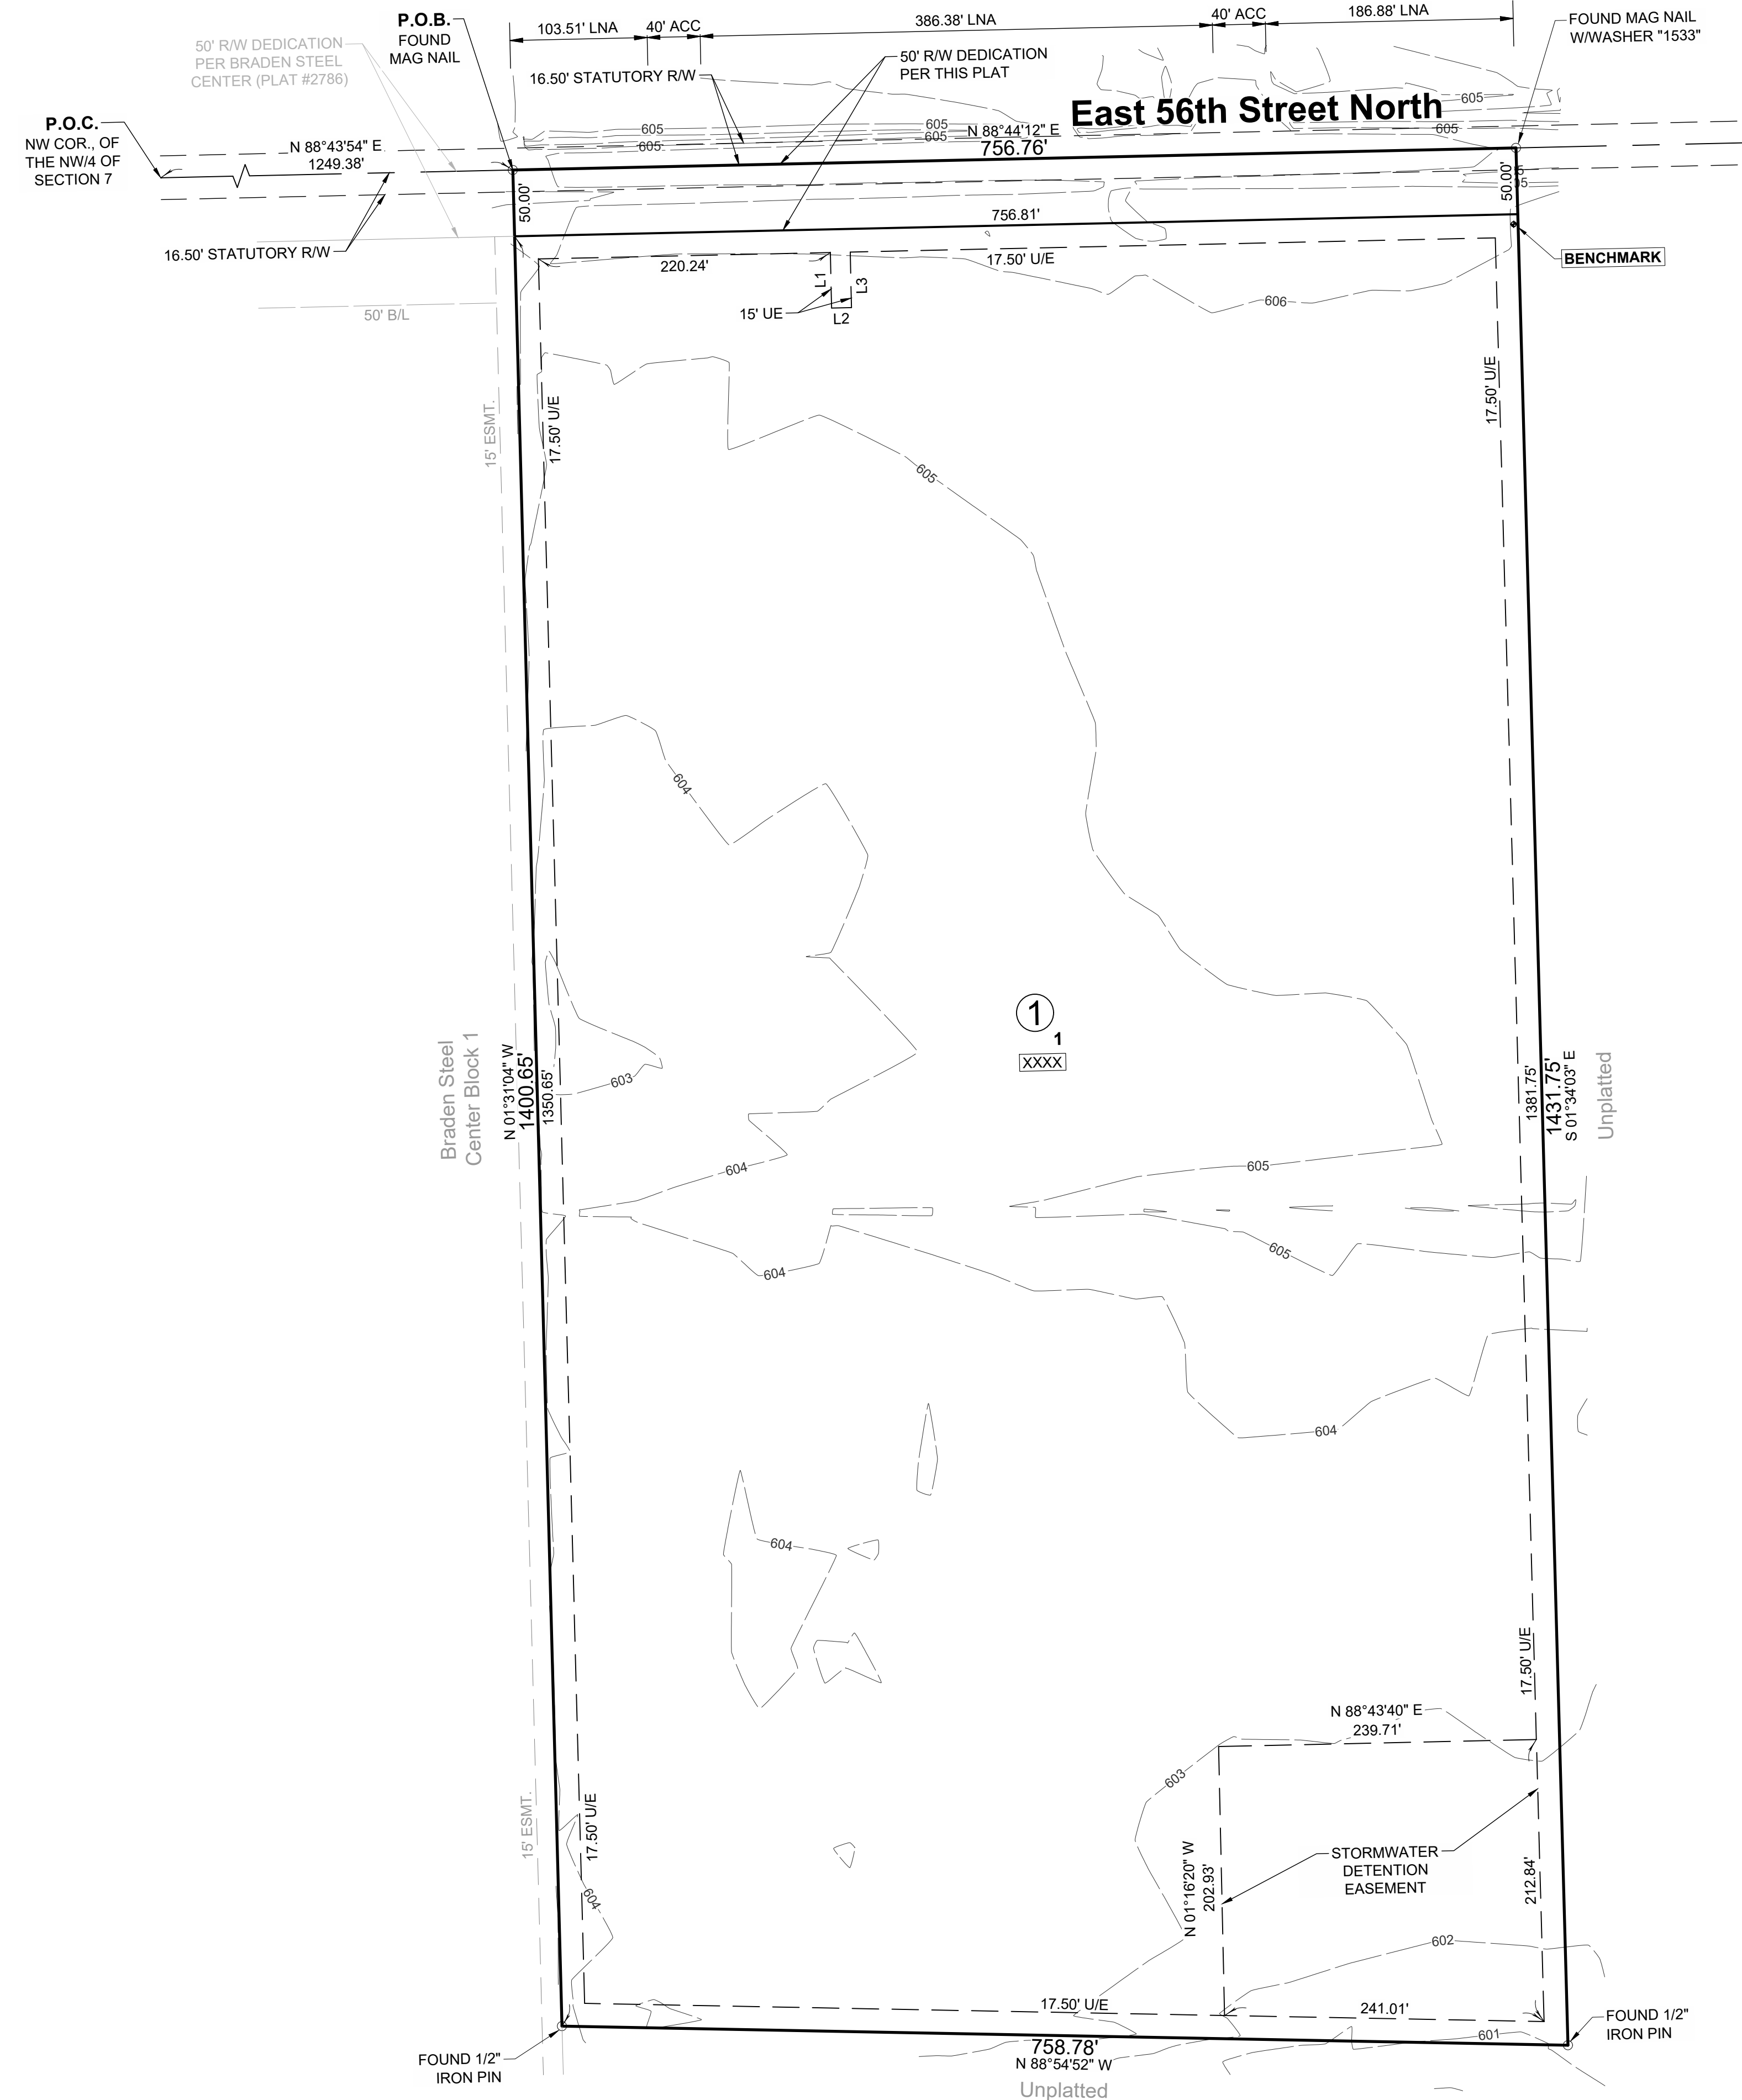 103.51' LNA
40' ACC
386.38' LNA
40' ACC
186.88' LNA
P.O.B.
FOUND
MAG NAIL
FOUND MAG NAIL
W/WASHER "1533"
50' R/W DEDICATION
PER BRADEN STEEL
CENTER (PLAT #2786)
16.50' STATUTORY R/W
50' R/W DEDICATION
PER THIS PLAT
East 56th Street North
605
605
605
605
605
605
P.O.C.
NW COR., OF
THE NW/4 OF
SECTION 7
N 88°43'54" E
1249.38'
N 88°44'12" E
756.76'
50.00'
50.00'
756.81'
16.50' STATUTORY R/W
BENCHMARK
220.24'
17.50' U/E
L1
L3
L2
15' UE
606
50' B/L
15' ESMT.
17.50' U/E
17.50' U/E
605
604
1
1
XXXX
Braden Steel
Center Block 1
N 01°31'04" W
1400.65'
1350.65'
603
1381.75'
1431.75'
S 01°34'03" E
Unplatted
604
605
605
604
604
604
17.50' U/E
N 88°43'40" E
239.71'
603
15' ESMT.
17.50' U/E
STORMWATER
DETENTION
EASEMENT
N 01°16'20" W
202.93'
212.84'
604
602
17.50' U/E
241.01'
601
FOUND 1/2"
IRON PIN
FOUND 1/2"
IRON PIN
758.78'
N 88°54'52" W
Unplatted